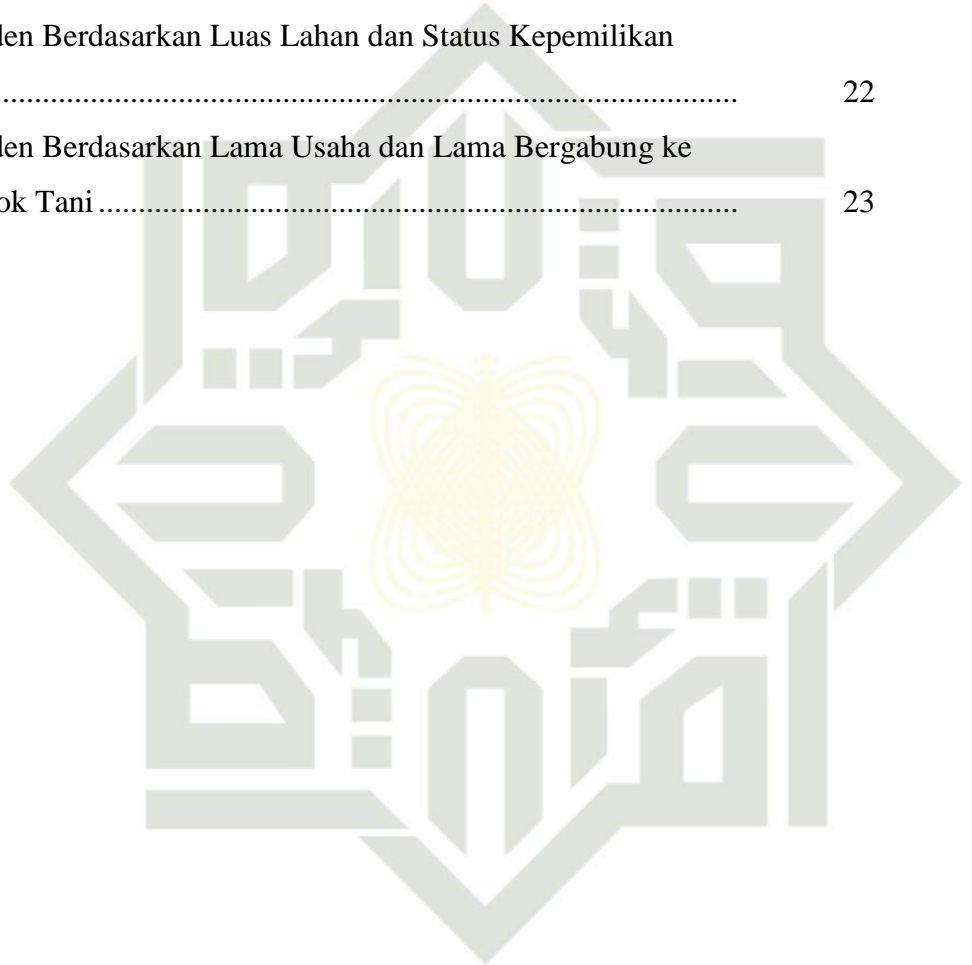 den Berdasarkan Luas Lahan dan Status Kepemilikan
........................................................................................... 22
den Berdasarkan Lama Usaha dan Lama Bergabung ke
ok Tani .................................................................... 23